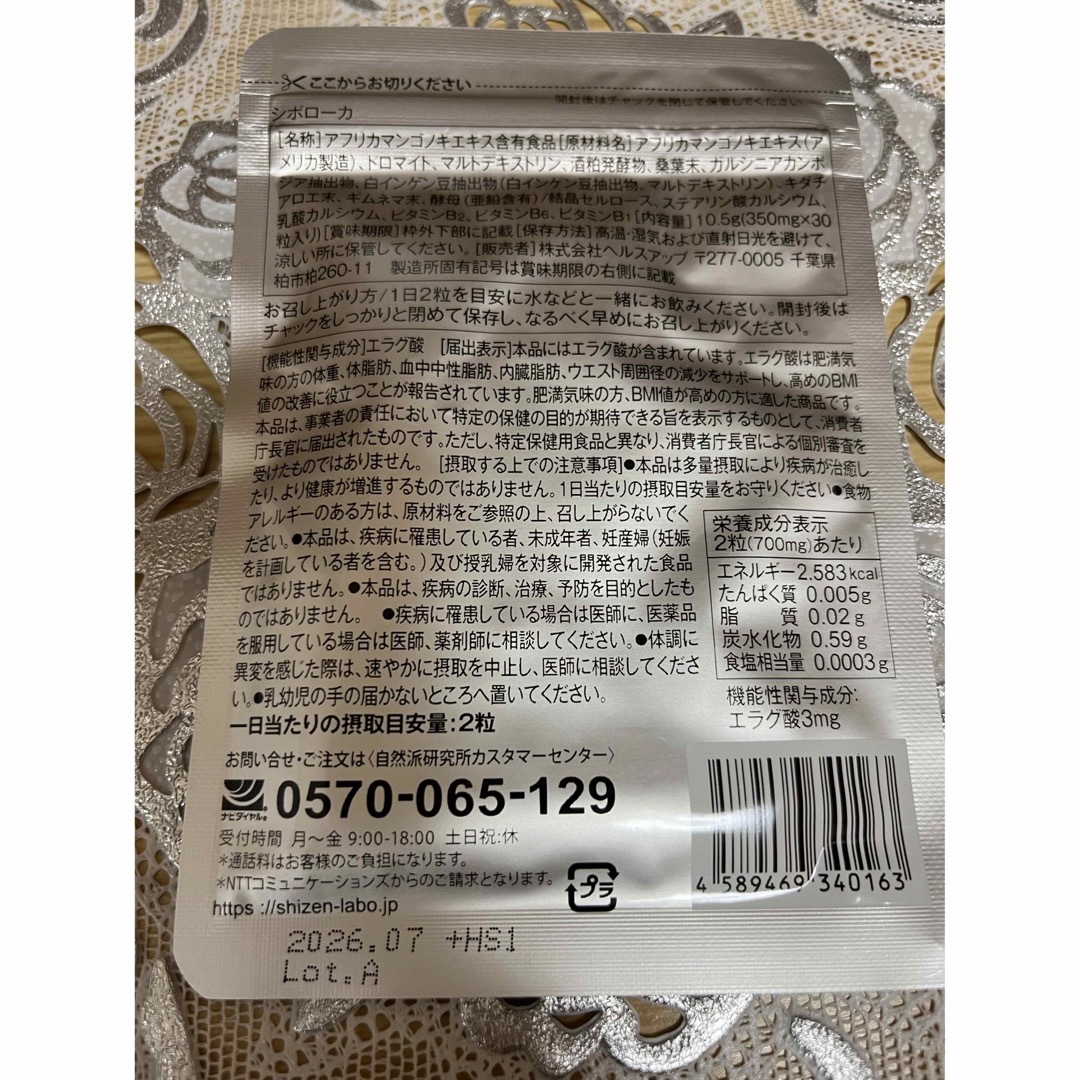 ここからお切りください
開封後はチャックを閉じて保管してください
シボローカ
[名称]アフリカマンゴノキエキス含有食品[原材料名]アフリカマンゴノキエキス(ア
メリカ製造)、ドロマイト、マルトデキストリン、酒粕発酵物、桑葉末、ガルシニアカンボ
ジア抽出物、白インゲン豆抽出物(白インゲン豆抽出物、マルトデキストリン)、キダチ
アロエ末、ギムネマ末、酵母(亜鉛含有)/結晶セルロース、ステアリン酸カルシウム、
乳酸カルシウム、ビタミンB2、ビタミンB6、ビタミンB1[内容量]10.5g(350mg×30
粒入り)[賞味期限]枠外下部に記載[保存方法]高温・湿気および直射日光を避けて、
涼しい所に保管してください。[販売者]株式会社ヘルスアップ 〒277-0005 千葉県
柏市柏260-11 製造所固有記号は賞味期限の右側に記載
お召し上がり方/1日2粒を目安に水などと一緒にお飲みください。開封後は
チャックをしっかりと閉めて保存し、なるべく早めにお召し上がりください。
[機能性関与成分]エラグ酸 [届出表示]本品にはエラグ酸が含まれています。エラグ酸は肥満気
味の方の体重、体脂肪、血中中性脂肪、内臓脂肪、ウエスト周囲径の減少をサポートし、高めのBMI
値の改善に役立つことが報告されています。肥満気味の方、BMI値が高めの方に適した商品です。
本品は、事業者の責任において特定の保健の目的が期待できる旨を表示するものとして、消費者
庁長官に届出されたものです。ただし、特定保健用食品と異なり、消費者庁長官による個別審査を
受けたものではありません。 [摂取する上での注意事項]●本品は多量摂取により疾病が治癒し
たり、より健康が増進するものではありません。1日当たりの摂取目安量をお守りください●食物
アレルギーのある方は、原材料をご参照の上、召し上がらないでく
ださい。●本品は、疾病に罹患している者、未成年者、妊産婦(妊娠
を計画している者を含む。)及び授乳婦を対象に開発された食品
ではありません。●本品は、疾病の診断、治療、予防を目的としたも
のではありません。 ●疾病に罹患している場合は医師に、医薬品
を服用している場合は医師、薬剤師に相談してください。●体調に
異変を感じた際は、速やかに摂取を中止し、医師に相談してくださ
い。●乳幼児の手の届かないところへ置いてください。
一日当たりの摂取目安量:2粒
栄養成分表示
2粒(700mg)あたり
エネルギー2.583kcal
たんぱく質 0.005g
脂 質 0.02g
炭水化物 0.59g
食塩相当量 0.0003g
機能性関与成分:
エラグ酸3mg
お問い合せ・ご注文は〈自然派研究所カスタマーセンター〉
ナビダイヤル®
0570-065-129
受付時間 月〜金 9:00-18:00 土日祝:休
*通話料はお客様のご負担になります。
*NTTコミュニケーションズからのご請求となります。
https ://shizen-labo.jp
プラ
4 589469 340163
2026.07 +HS1
Lot.A